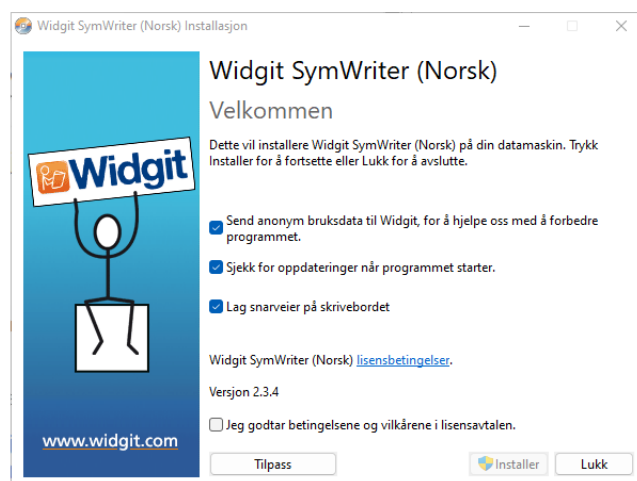 Widgit SymWriter (Norsk) Installasjon
Widgit SymWriter (Norsk)
Velkommen
Dette vil installere Widgit SymWriter (Norsk) på din datamaskin. Trykk
Installer for å fortsette eller Lukk for å avslutte.
Widgit
Send anonym bruksdata til Widgit, for å hjelpe oss med å forbedre
programmet.
Sjekk for oppdateringer når programmet starter.
Lag snarveier på skrivebordet
Widgit SymWriter (Norsk) lisensbetingelser.
Versjon 2.3.4
Jeg godtar betingelsene og vilkårene i lisensavtalen.
www.widgit.com
Tilpass
Installer
Lukk